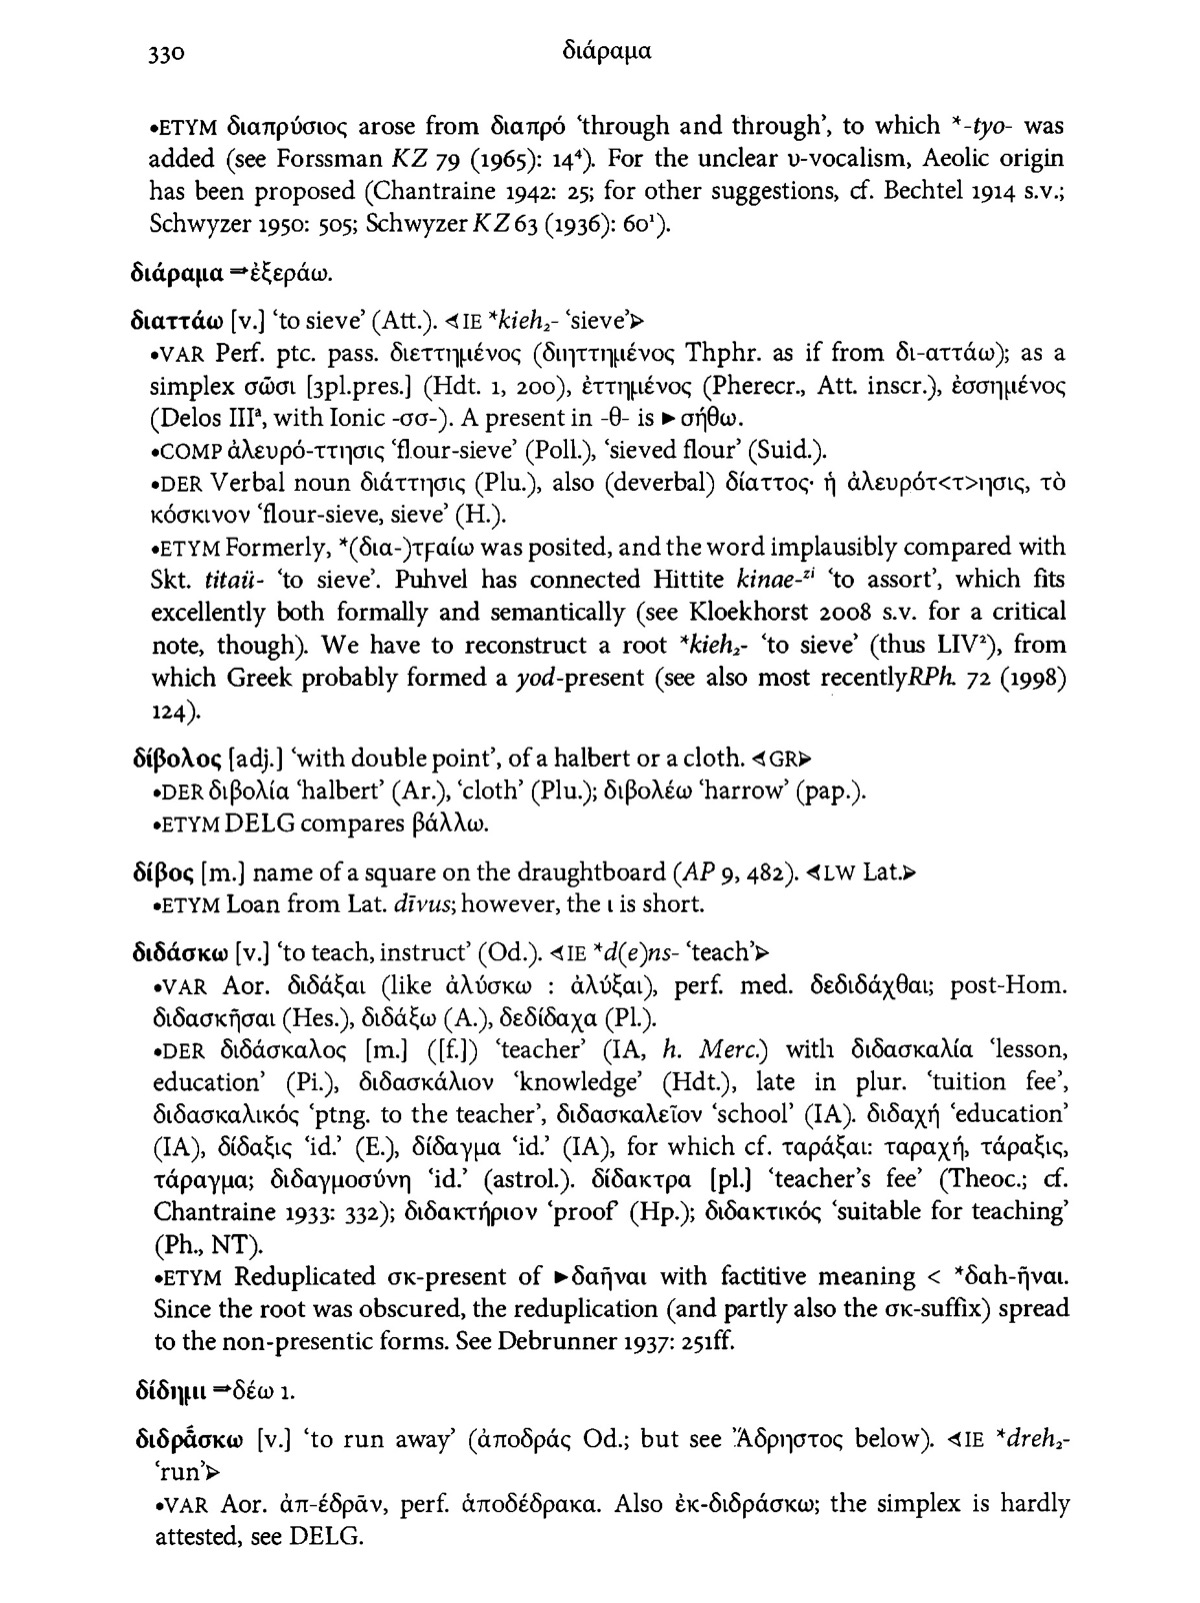 330
διάραμα
•ETYM διαπρύσιος arose from διαπρό ‘through and through’, to which *-tyo- was
added (see Forssman KZ 79 (1965): 14⁴). For the unclear υ-vocalism, Aeolic origin
has been proposed (Chantraine 1942: 25; for other suggestions, cf. Bechtel 1914 s.v.;
Schwyzer 1950: 505; Schwyzer KZ 63 (1936): 60¹).
διάραμα ⇒ἐξεράω.
διαττάω [v.] ‘to sieve’ (Att.). ⊲IE *kieh₂- ‘sieve’⊳
•VAR Perf. ptc. pass. διεττημένος (διηττημένος Thphr. as if from δι-αττάω); as a
simplex σῶσι [3pl.pres.] (Hdt. 1, 200), ἐττημένος (Pherecr., Att. inscr.), ἐσσημένος
(Delos IIIᵃ, with Ionic -σσ-). A present in -θ- is ►σήθω.
•COMP ἀλευρό-ττησις ‘flour-sieve’ (Poll.), ‘sieved flour’ (Suid.).
•DER Verbal noun διάττησις (Plu.), also (deverbal) δίαττος· ἡ ἀλευρότ<τ>ησις, τὸ
κόσκινον ‘flour-sieve, sieve’ (H.).
•ETYM Formerly, *(δια-)τϝαίω was posited, and the word implausibly compared with
Skt. titaü- ‘to sieve’. Puhvel has connected Hittite kinae-ᶻⁱ ‘to assort’, which fits
excellently both formally and semantically (see Kloekhorst 2008 s.v. for a critical
note, though). We have to reconstruct a root *kieh₂- ‘to sieve’ (thus LIV²), from
which Greek probably formed a yod-present (see also most recently RPh. 72 (1998)
124).
δίβολος [adj.] ‘with double point’, of a halbert or a cloth. ⊲GR⊳
•DER διβολία ‘halbert’ (Ar.), ‘cloth’ (Plu.); διβολέω ‘harrow’ (pap.).
•ETYM DELG compares βάλλω.
δίβος [m.] name of a square on the draughtboard (AP 9, 482). ⊲LW Lat.⊳
•ETYM Loan from Lat. dīvus; however, the ι is short.
διδάσκω [v.] ‘to teach, instruct’ (Od.). ⊲IE *d(e)ns- ‘teach’⊳
•VAR Aor. διδάξαι (like ἀλύσκω : ἀλύξαι), perf. med. δεδιδάχθαι; post-Hom.
διδασκῆσαι (Hes.), διδάξω (A.), δεδίδαχα (Pl.).
•DER διδάσκαλος [m.] ([f.]) ‘teacher’ (IA, h. Merc.) with διδασκαλία ‘lesson,
education’ (Pi.), διδασκάλιον ‘knowledge’ (Hdt.), late in plur. ‘tuition fee’,
διδασκαλικός ‘ptng. to the teacher’, διδασκαλεῖον ‘school’ (IA). διδαχή ‘education’
(IA), δίδαξις ‘id.’ (E.), δίδαγμα ‘id.’ (IA), for which cf. ταράξαι: ταραχή, τάραξις,
τάραγμα; διδαγμοσύνη ‘id.’ (astrol.). δίδακτρα [pl.] ‘teacher’s fee’ (Theoc.; cf.
Chantraine 1933: 332); διδακτήριον ‘proof’ (Hp.); διδακτικός ‘suitable for teaching’
(Ph., NT).
•ETYM Reduplicated σκ-present of ►δαῆναι with factitive meaning < *δαh-ῆναι.
Since the root was obscured, the reduplication (and partly also the σκ-suffix) spread
to the non-presentic forms. See Debrunner 1937: 251ff.
δίδημι ⇒δέω 1.
διδρᾱ́σκω [v.] ‘to run away’ (ἀποδράς Od.; but see Ἄδρηστος below). ⊲IE *dreh₂-
‘run’⊳
•VAR Aor. ἀπ-έδρᾱν, perf. ἀποδέδρακα. Also ἐκ-διδράσκω; the simplex is hardly
attested, see DELG.